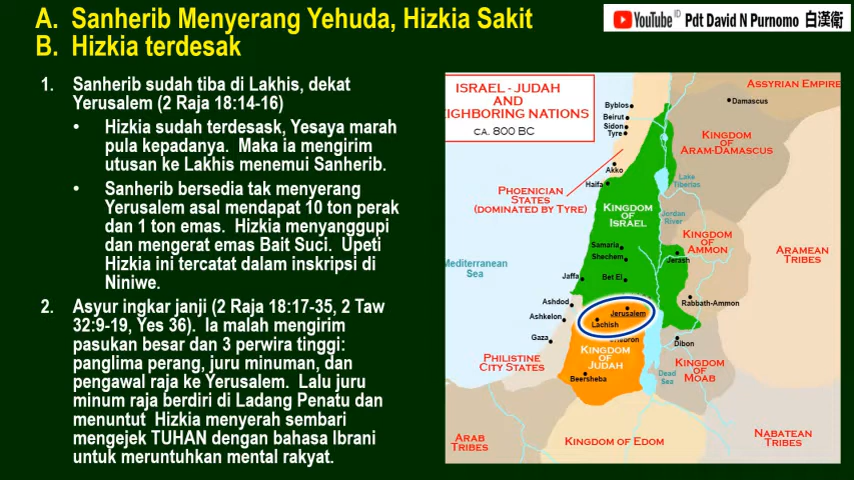 A. Sanherib Menyerang Yehuda, Hizkia Sakit
B. Hizkia terdesak
YouTube ID Pdt David N Purnomo 白漢衛
1. Sanherib sudah tiba di Lakhis, dekat
Yerusalem (2 Raja 18:14-16)
• Hizkia sudah terdesask, Yesaya marah
pula kepadanya. Maka ia mengirim
utusan ke Lakhis menemui Sanherib.
• Sanherib bersedia tak menyerang
Yerusalem asal mendapat 10 ton perak
dan 1 ton emas. Hizkia menyanggupi
dan mengerat emas Bait Suci. Upeti
Hizkia ini tercatat dalam inskripsi di
Niniwe.
2. Asyur ingkar janji (2 Raja 18:17-35, 2 Taw
32:9-19, Yes 36). Ia malah mengirim
pasukan besar dan 3 perwira tinggi:
panglima perang, juru minuman, dan
pengawal raja ke Yerusalem. Lalu juru
minum raja berdiri di Ladang Penatu dan
menuntut Hizkia menyerah sembari
mengejek TUHAN dengan bahasa Ibrani
untuk meruntuhkan mental rakyat.
ISRAEL - JUDAH
AND
EIGHBORING NATIONS
CA. 800 BC
ASSYRIAN EMPIRE
Byblos
Beirut
Sidon
Tyre
Damascus
KINGDOM
OF
ARAM-DAMASCUS
Akko
Haifa
Lake
Tiberias
PHOENICIAN
STATES
(DOMINATED BY TYRE)
KINGDOM
OF
ISRAEL
Jordan
River
KINGDOM
OF
AMMON
Samaria
Shechem
Jerash
ARAMEAN
TRIBES
Mediterranean
Sea
Jaffa
Bet El
Ashdod
Rabbath-Ammon
Ashkelon
Jerusalem
Lachish
Gaza
Hebron
Dibon
PHILISTINE
CITY STATES
KINGDOM
OF
JUDAH
Beersheba
Dead
Sea
KINGDOM
OF
MOAB
ARAB
TRIBES
KINGDOM OF EDOM
NABATEAN
TRIBES